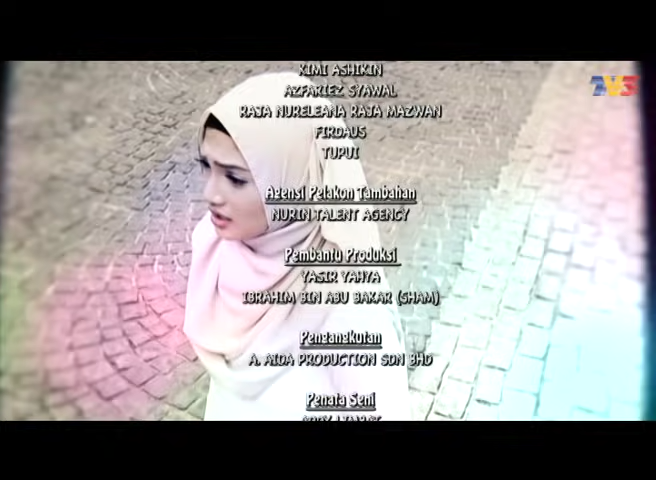 KIMI ASHIKIN
AZFARIEZ SYAWAL
RAJA NURELEANA RAJA MAZWAN
FIRDAUS
TUPUI
Agensi Pelakon Tambahan
NURIN TALENT AGENCY
Pembantu Produksi
YASIR YAHYA
IBRAHIM BIN ABU BAKAR (SHAM)
Pengangkutan
A. AIDA PRODUCTION SDN BHD
Penata Seni
TV3